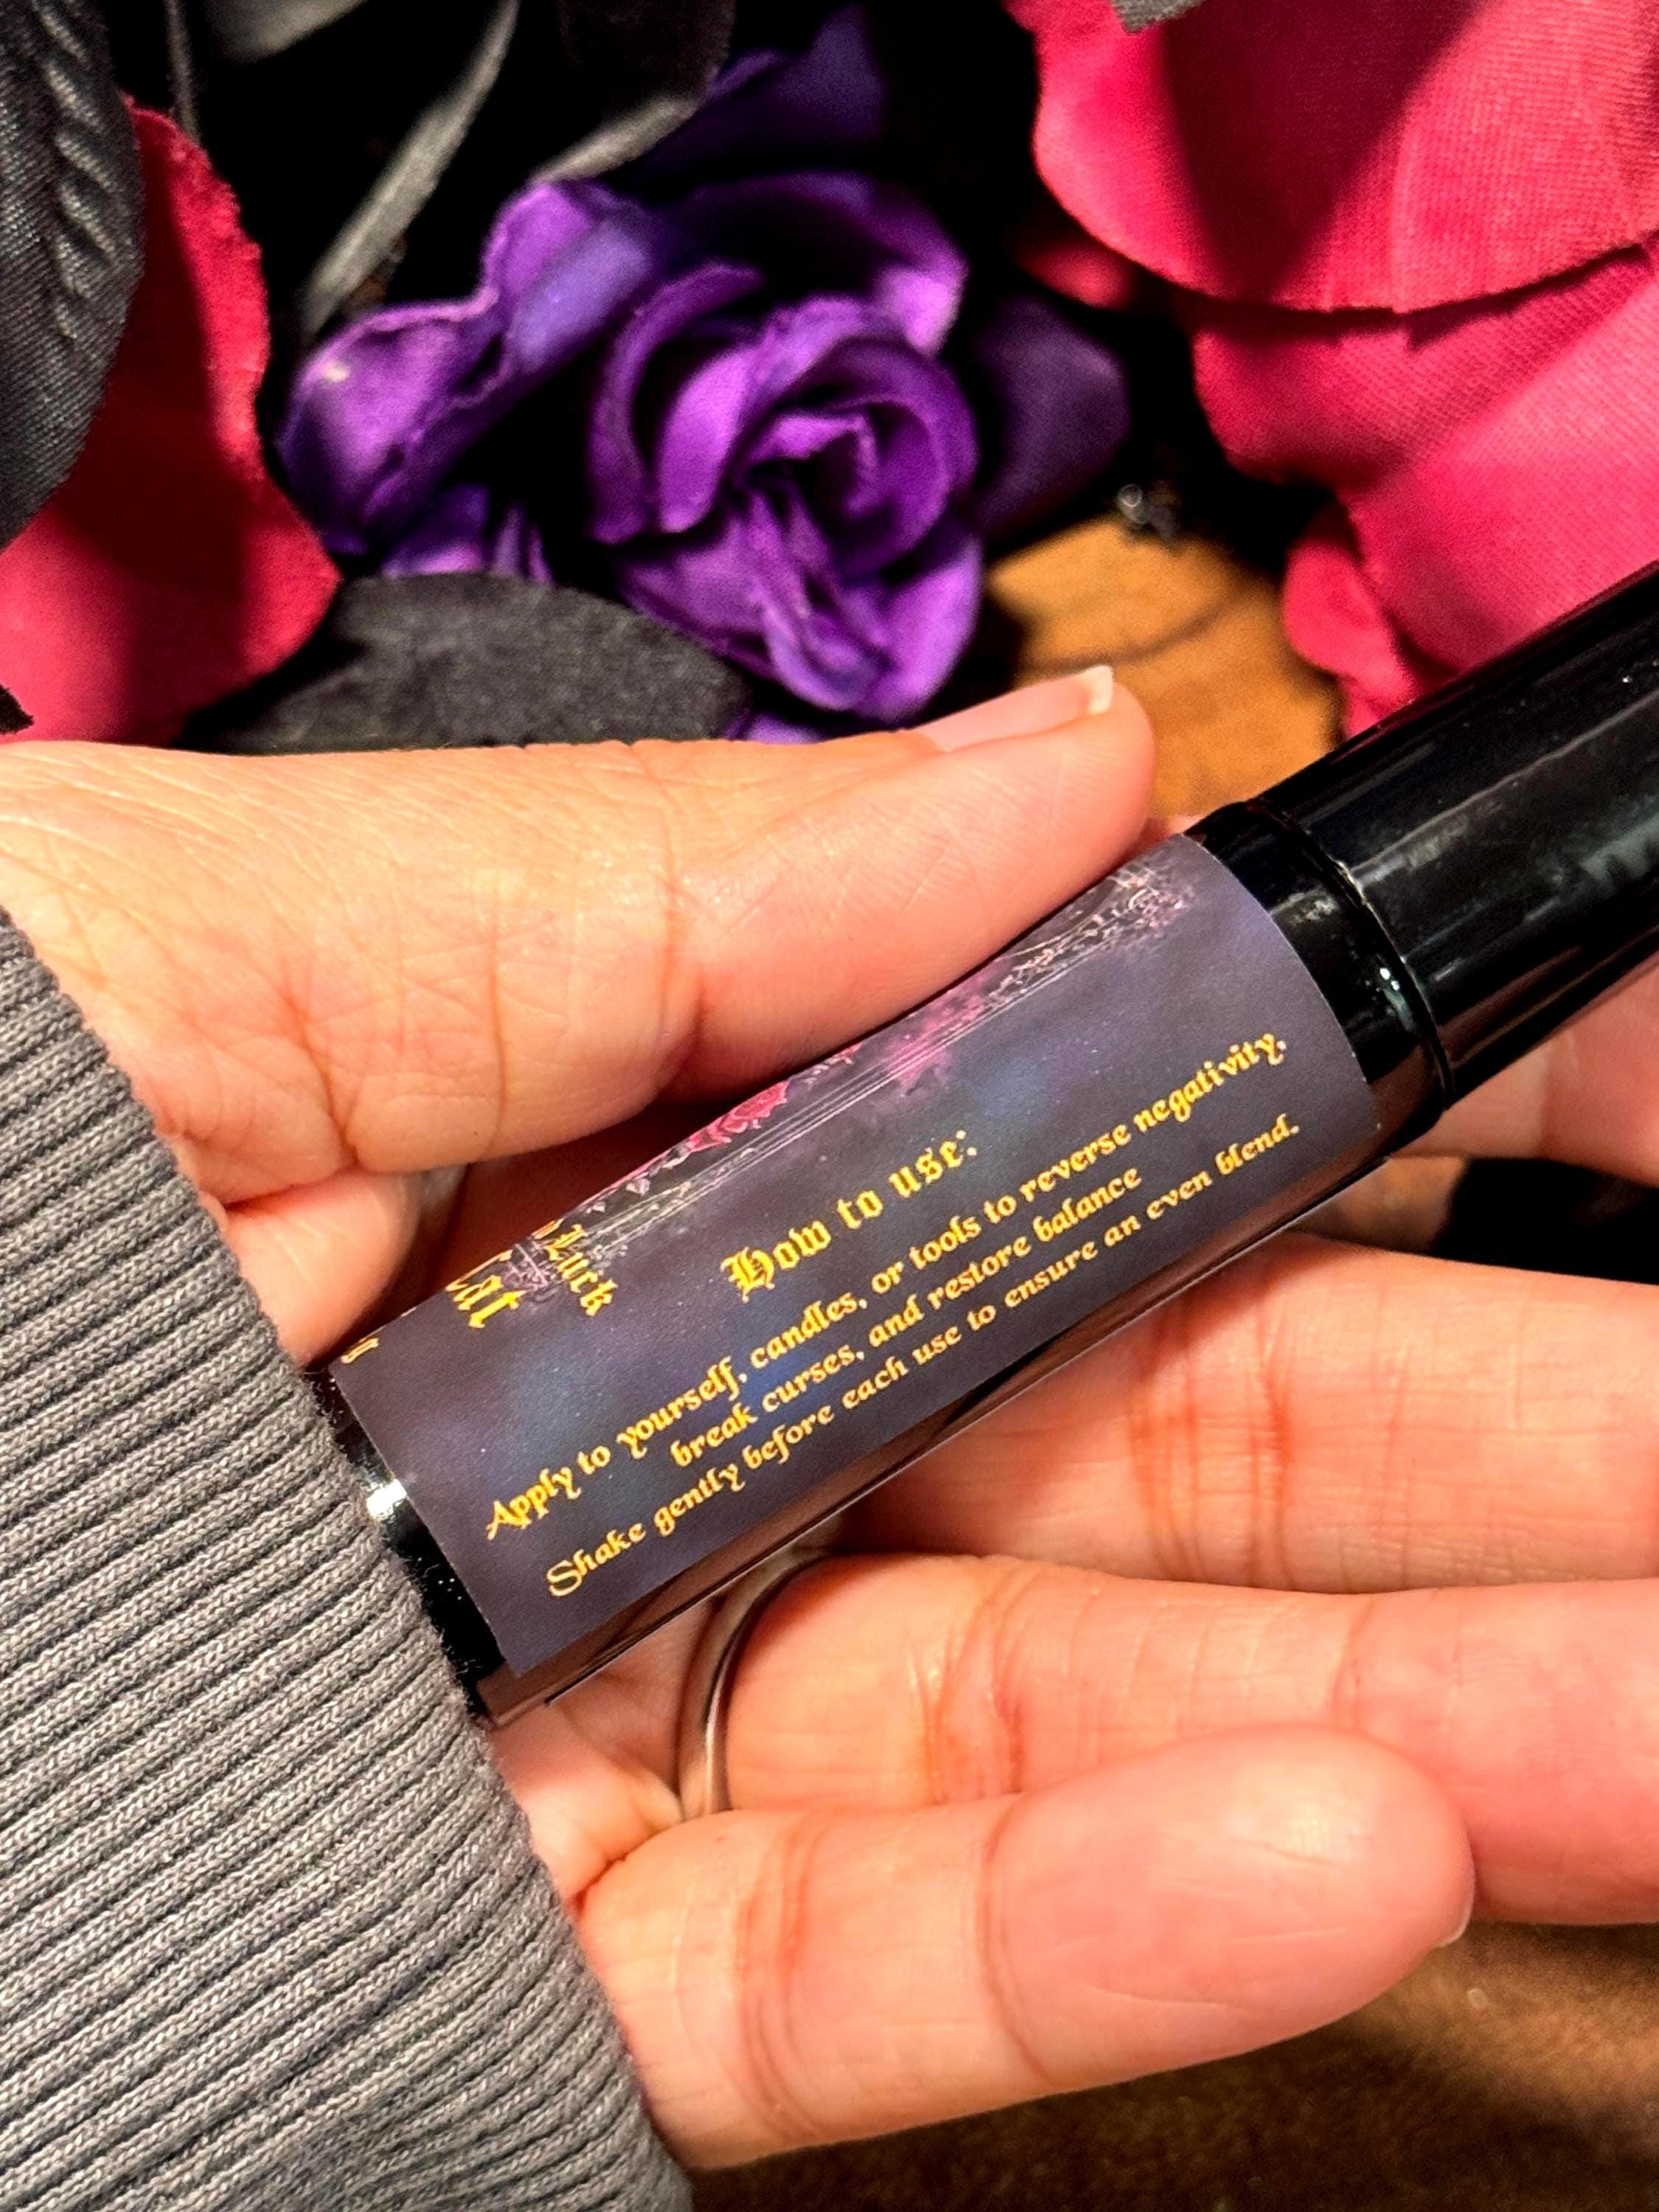 Luck
How to use:
Apply to yourself, candles, or tools to reverse negativity,
break curses, and restore balance
Shake gently before each use to ensure an even blend.